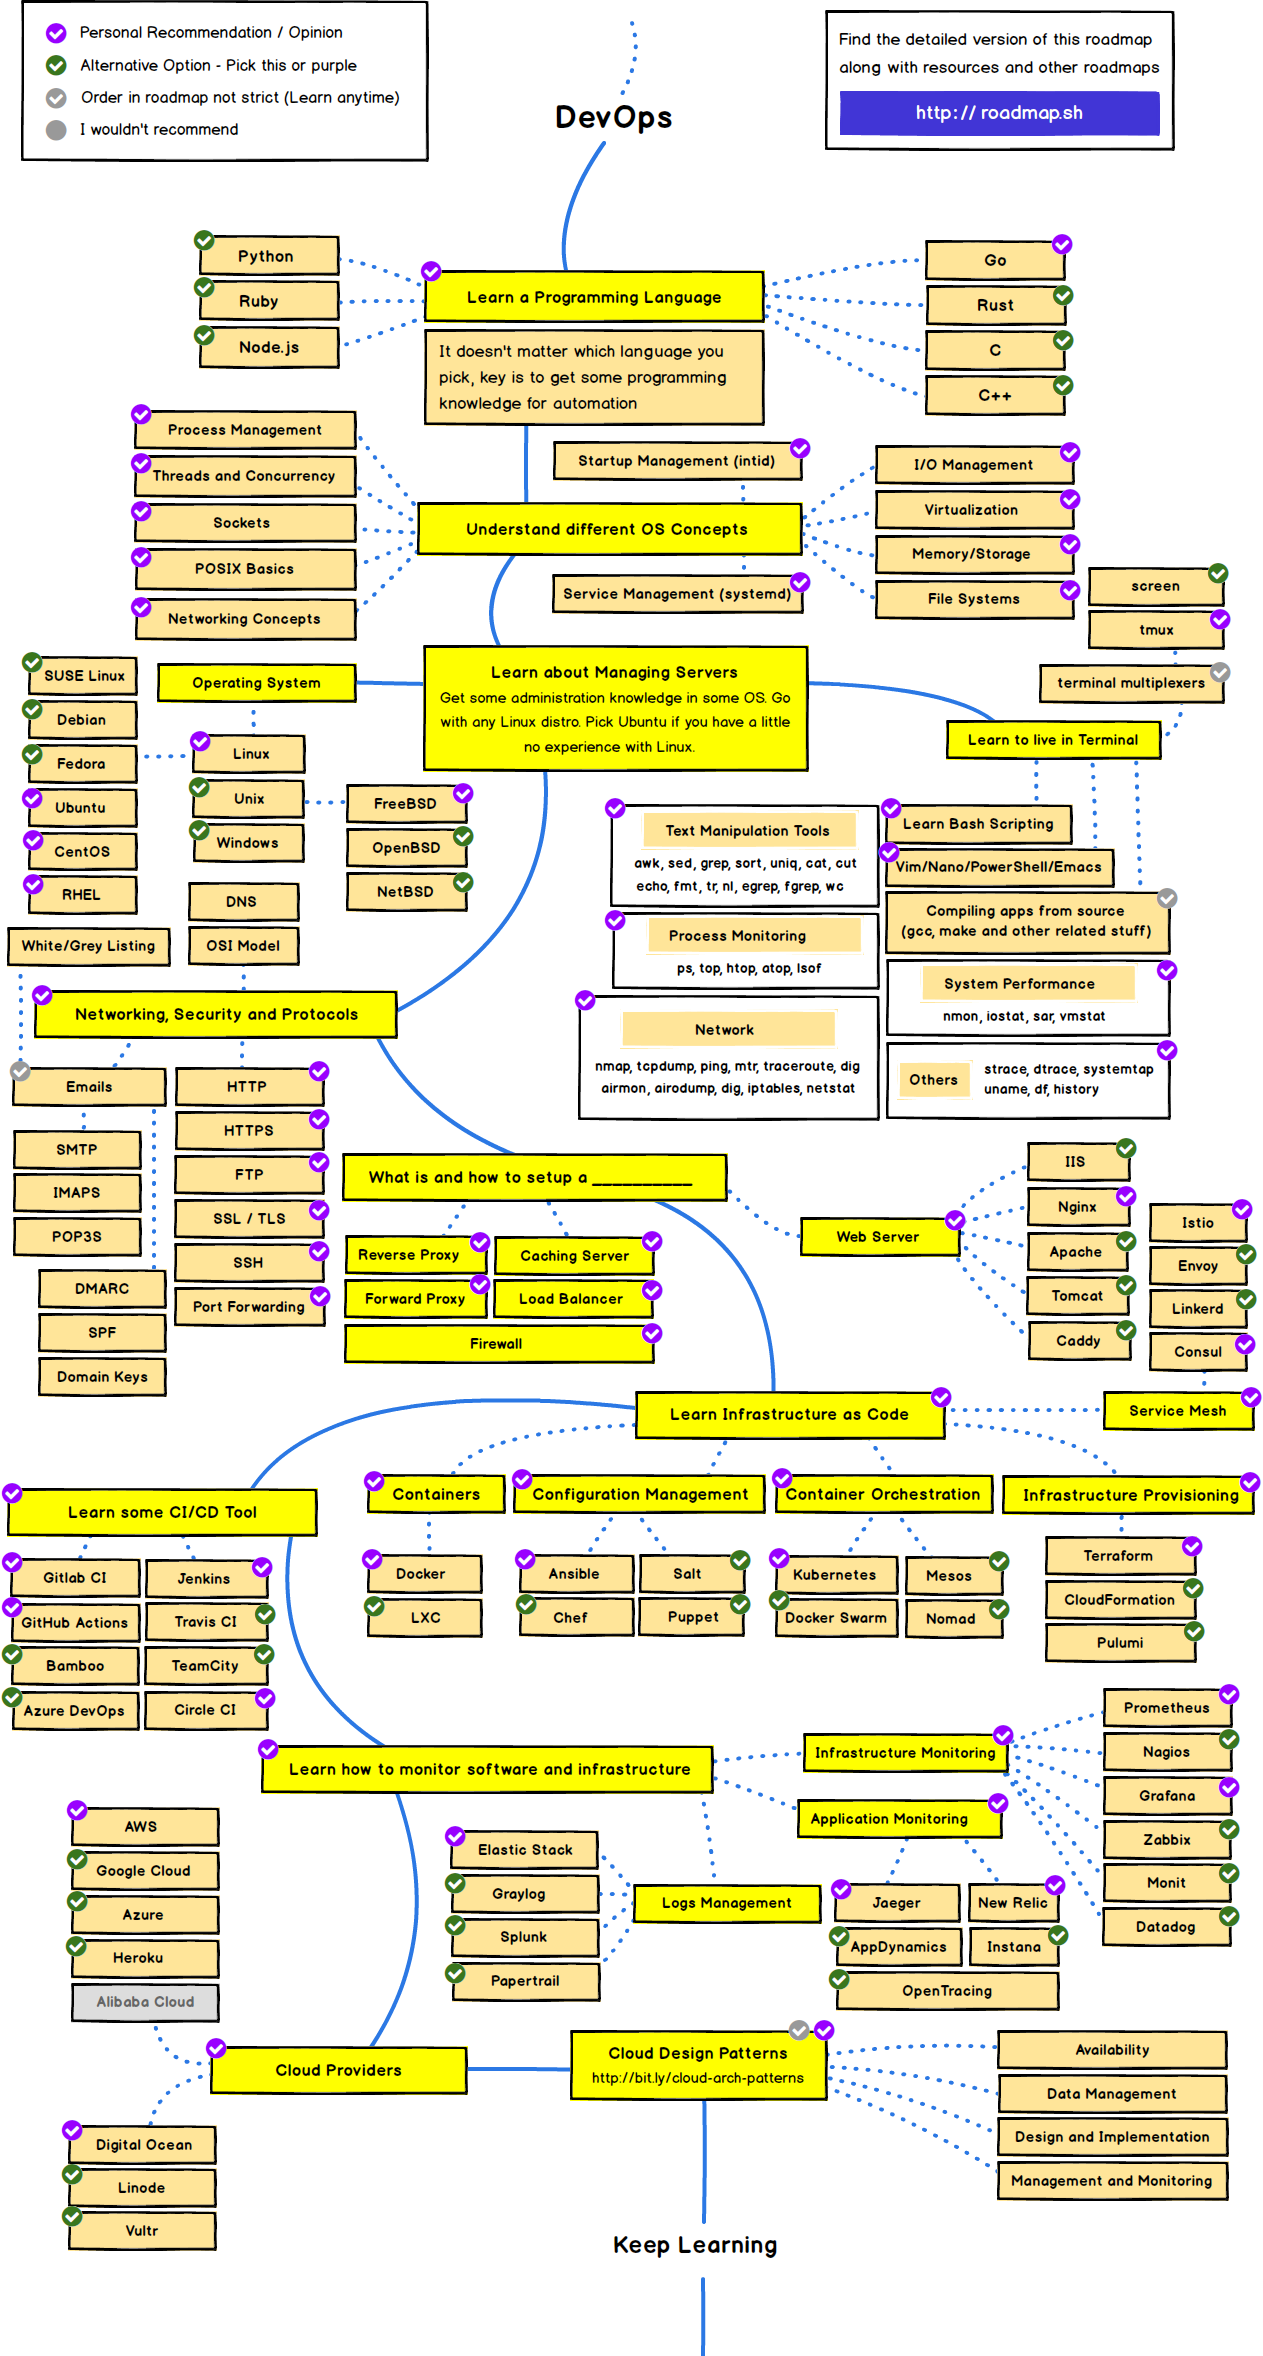 Personal Recommendation / Opinion
Alternative Option - Pick this or purple
Order in roadmap not strict (Learn anytime)
I wouldn't recommend
Find the detailed version of this roadmap
along with resources and other roadmaps
http:// roadmap.sh
DevOps
Python
Ruby
Node.js
Learn a Programming Language
It doesn't matter which language you
pick, key is to get some programming
knowledge for automation
Go
Rust
C
C++
Process Management
Threads and Concurrency
Sockets
POSIX Basics
Networking Concepts
Startup Management (intid)
Understand different OS Concepts
Service Management (systemd)
I/O Management
Virtualization
Memory/Storage
File Systems
screen
tmux
terminal multiplexers
Learn to live in Terminal
Learn about Managing Servers
Get some administration knowledge in some OS. Go
with any Linux distro. Pick Ubuntu if you have a little
no experience with Linux.
Operating System
SUSE Linux
Debian
Fedora
Ubuntu
CentOS
RHEL
Linux
Unix
Windows
FreeBSD
OpenBSD
NetBSD
Text Manipulation Tools
awk, sed, grep, sort, uniq, cat, cut
echo, fmt, tr, nl, egrep, fgrep, wc
Process Monitoring
ps, top, htop, atop, lsof
Network
nmap, tcpdump, ping, mtr, traceroute, dig
airmon, airodump, dig, iptables, netstat
Learn Bash Scripting
Vim/Nano/PowerShell/Emacs
Compiling apps from source
(gcc, make and other related stuff)
System Performance
nmon, iostat, sar, vmstat
Others
strace, dtrace, systemtap
uname, df, history
DNS
OSI Model
White/Grey Listing
Networking, Security and Protocols
Emails
SMTP
IMAPS
POP3S
DMARC
SPF
Domain Keys
HTTP
HTTPS
FTP
SSL / TLS
SSH
Port Forwarding
What is and how to setup a ___________
Reverse Proxy
Caching Server
Forward Proxy
Load Balancer
Firewall
Web Server
IIS
Nginx
Apache
Tomcat
Caddy
Istio
Envoy
Linkerd
Consul
Service Mesh
Learn Infrastructure as Code
Containers
Docker
LXC
Configuration Management
Ansible
Salt
Chef
Puppet
Container Orchestration
Kubernetes
Mesos
Docker Swarm
Nomad
Infrastructure Provisioning
Terraform
CloudFormation
Pulumi
Learn some CI/CD Tool
Gitlab CI
Jenkins
GitHub Actions
Travis CI
Bamboo
TeamCity
Azure DevOps
Circle CI
Learn how to monitor software and infrastructure
Infrastructure Monitoring
Prometheus
Nagios
Grafana
Zabbix
Monit
Datadog
Application Monitoring
Jaeger
New Relic
AppDynamics
Instana
OpenTracing
Logs Management
Elastic Stack
Graylog
Splunk
Papertrail
AWS
Google Cloud
Azure
Heroku
Alibaba Cloud
Cloud Providers
Digital Ocean
Linode
Vultr
Cloud Design Patterns
http://bit.ly/cloud-arch-patterns
Availability
Data Management
Design and Implementation
Management and Monitoring
Keep Learning